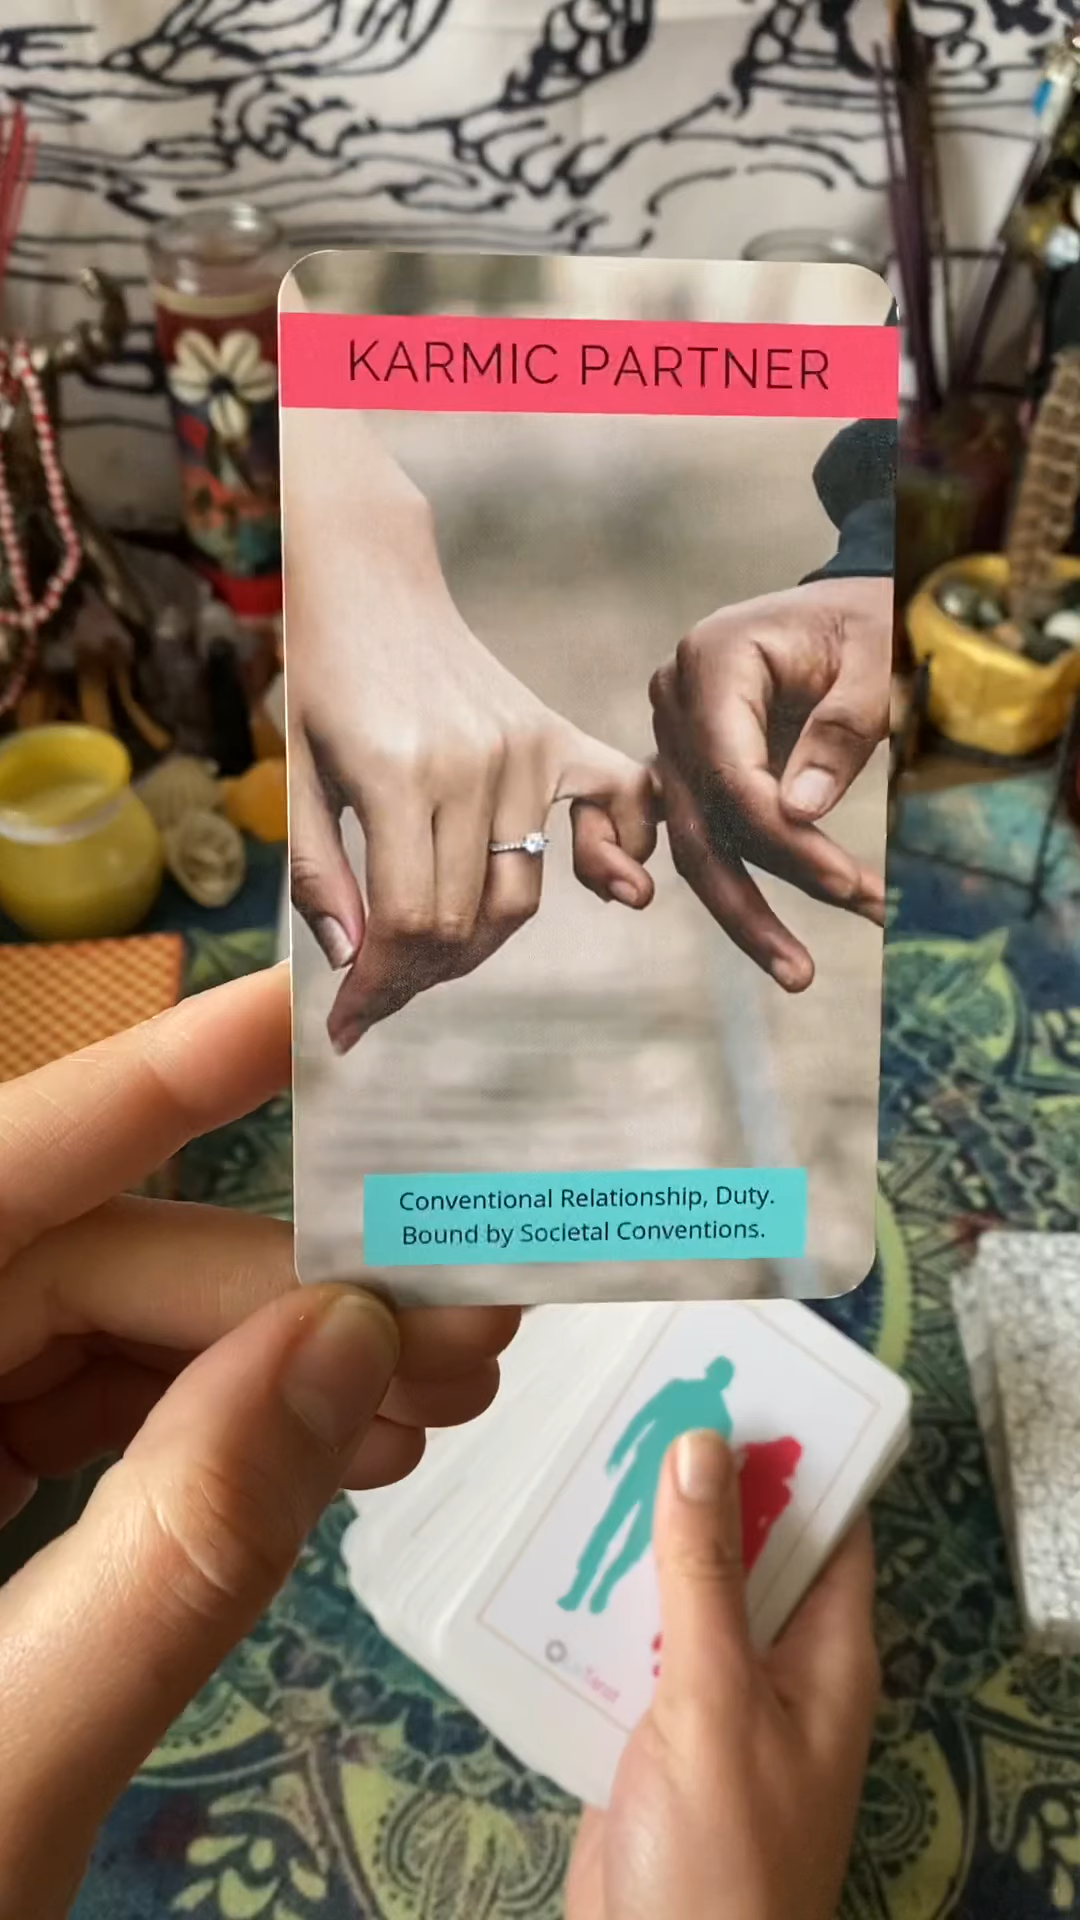 KARMIC PARTNER
Conventional Relationship, Duty.
Bound by Societal Conventions.